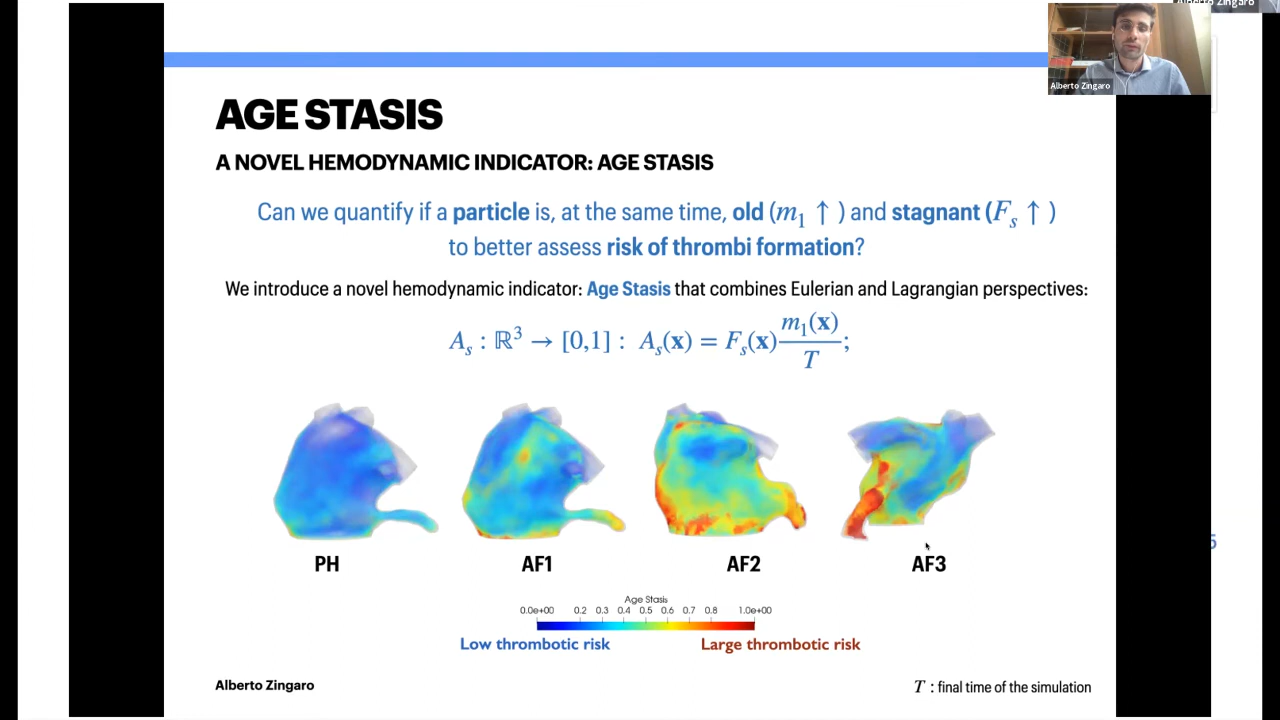 Alberto Zingaro
Alberto Zingaro
AGE STASIS
A NOVEL HEMODYNAMIC INDICATOR: AGE STASIS
Can we quantify if a particle is, at the same time, old (m₁ ↑ ) and stagnant (Fₛ ↑ )
to better assess risk of thrombi formation?
We introduce a novel hemodynamic indicator: Age Stasis that combines Eulerian and Lagrangian perspectives:
Aₛ : ℝ³ → [0,1] : Aₛ(x) = Fₛ(x) m₁(x)/T ;
PH AF1 AF2 AF3
Age Stasis
0.0e+00 0.2 0.3 0.4 0.5 0.6 0.7 0.8 1.0e+00
Low thrombotic risk Large thrombotic risk
Alberto Zingaro
T : final time of the simulation